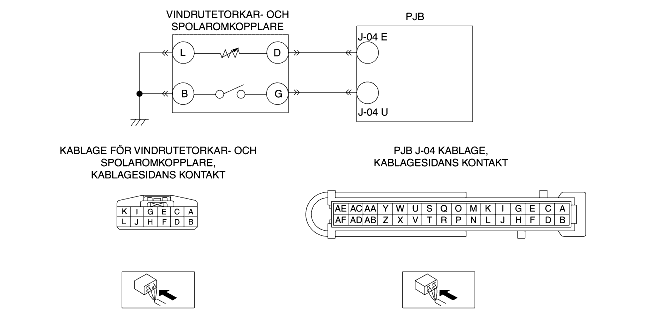 VINDRUTETORKAR- OCH
SPOLAROMKOPPLARE
PJB
L
D
J-04 E
B
G
J-04 U
KABLAGE FÖR VINDRUTETORKAR- OCH
SPOLAROMKOPPLARE,
KABLAGESIDANS KONTAKT
PJB J-04 KABLAGE,
KABLAGESIDANS KONTAKT
K I G E C A
L J H F D B
AE AC AA Y W U S Q O M K I G E C A
AF AD AB Z X V T R P N L J H F D B